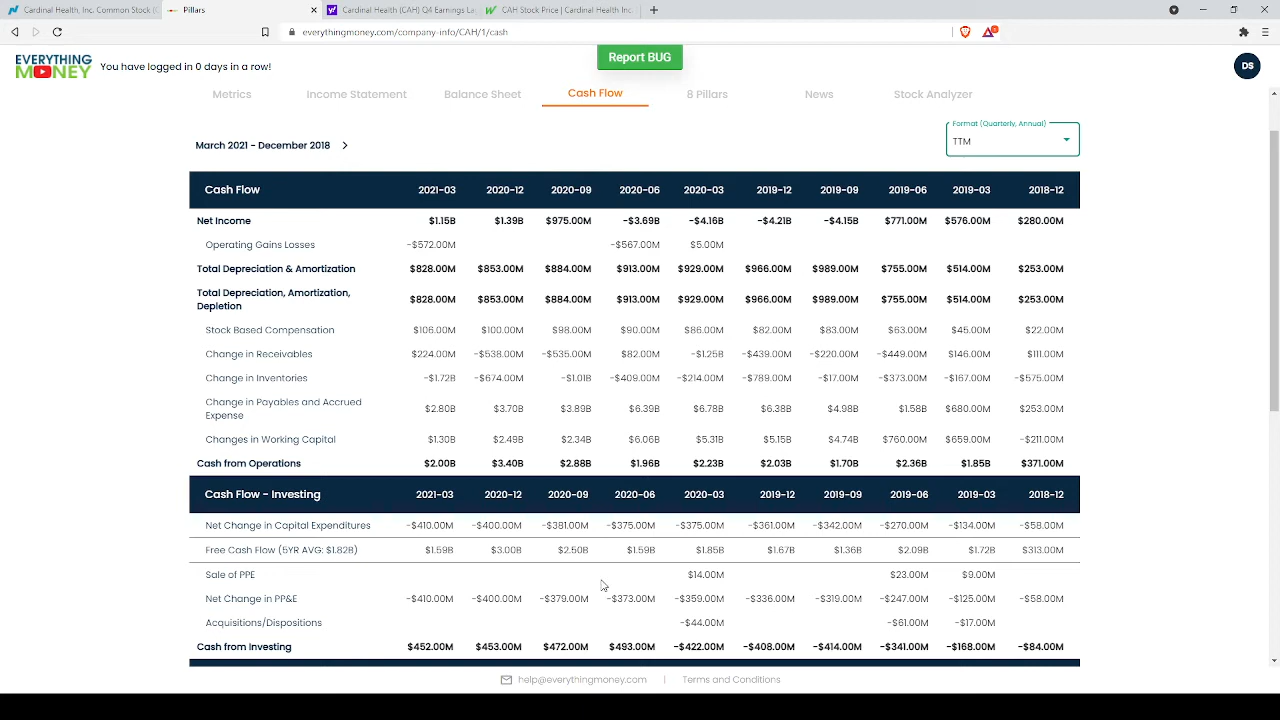 Cardinal Health, Inc. Common Stock (C
Pillars
Cardinal Health (CAH) Q4 Earnings La
CAH Stock Price | Cardinal Health Inc.
everythingmoney.com/company-info/CAH/1/cash
EVERYTHING MONEY
You have logged in 0 days in a row!
Report BUG
DS
Metrics Income Statement Balance Sheet Cash Flow 8 Pillars News Stock Analyzer
Format (Quarterly, Annual)
March 2021 - December 2018 > TTM
Cash Flow 2021-03 2020-12 2020-09 2020-06 2020-03 2019-12 2019-09 2019-06 2019-03 2018-12
Net Income $1.15B $1.39B $975.00M -$3.69B -$4.16B -$4.21B -$4.15B $771.00M $576.00M $280.00M
Operating Gains Losses -$572.00M -$567.00M $5.00M
Total Depreciation & Amortization $828.00M $853.00M $884.00M $913.00M $929.00M $966.00M $989.00M $755.00M $514.00M $253.00M
Total Depreciation, Amortization,
Depletion $828.00M $853.00M $884.00M $913.00M $929.00M $966.00M $989.00M $755.00M $514.00M $253.00M
Stock Based Compensation $106.00M $100.00M $98.00M $90.00M $86.00M $82.00M $83.00M $63.00M $45.00M $22.00M
Change in Receivables $224.00M -$538.00M -$535.00M $82.00M -$1.25B -$439.00M -$220.00M -$449.00M $146.00M $111.00M
Change in Inventories -$1.72B -$674.00M -$1.01B -$409.00M -$214.00M -$789.00M -$17.00M -$373.00M -$167.00M -$575.00M
Change in Payables and Accrued
Expense $2.80B $3.70B $3.89B $6.39B $6.78B $6.38B $4.98B $1.58B $680.00M $253.00M
Changes in Working Capital $1.30B $2.49B $2.34B $6.06B $5.31B $5.15B $4.74B $760.00M $659.00M -$211.00M
Cash from Operations $2.00B $3.40B $2.88B $1.96B $2.23B $2.03B $1.70B $2.36B $1.85B $371.00M
Cash Flow - Investing 2021-03 2020-12 2020-09 2020-06 2020-03 2019-12 2019-09 2019-06 2019-03 2018-12
Net Change in Capital Expenditures -$410.00M -$400.00M -$381.00M -$375.00M -$375.00M -$361.00M -$342.00M -$270.00M -$134.00M -$58.00M
Free Cash Flow (5YR AVG: $1.82B) $1.59B $3.00B $2.50B $1.59B $1.85B $1.67B $1.36B $2.09B $1.72B $313.00M
Sale of PPE $14.00M $23.00M $9.00M
Net Change in PP&E -$410.00M -$400.00M -$379.00M -$373.00M -$359.00M -$336.00M -$319.00M -$247.00M -$125.00M -$58.00M
Acquisitions/Dispositions -$44.00M -$61.00M -$17.00M
Cash from Investing $452.00M $453.00M $472.00M $493.00M -$422.00M -$408.00M -$414.00M -$341.00M -$168.00M -$84.00M
help@everythingmoney.com | Terms and Conditions